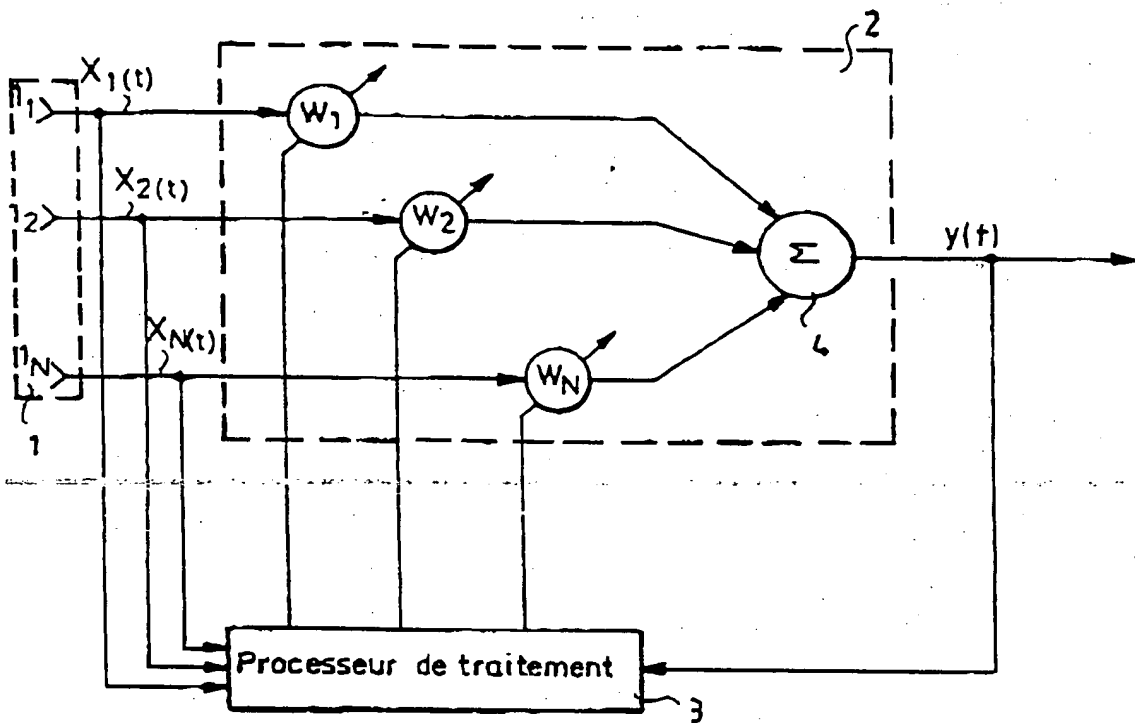 2
X1(t)
11
W1
X2(t)
12
W2
Σ
y(t)
4
XN(t)
1N
WN
1
Processeur de traitement
3